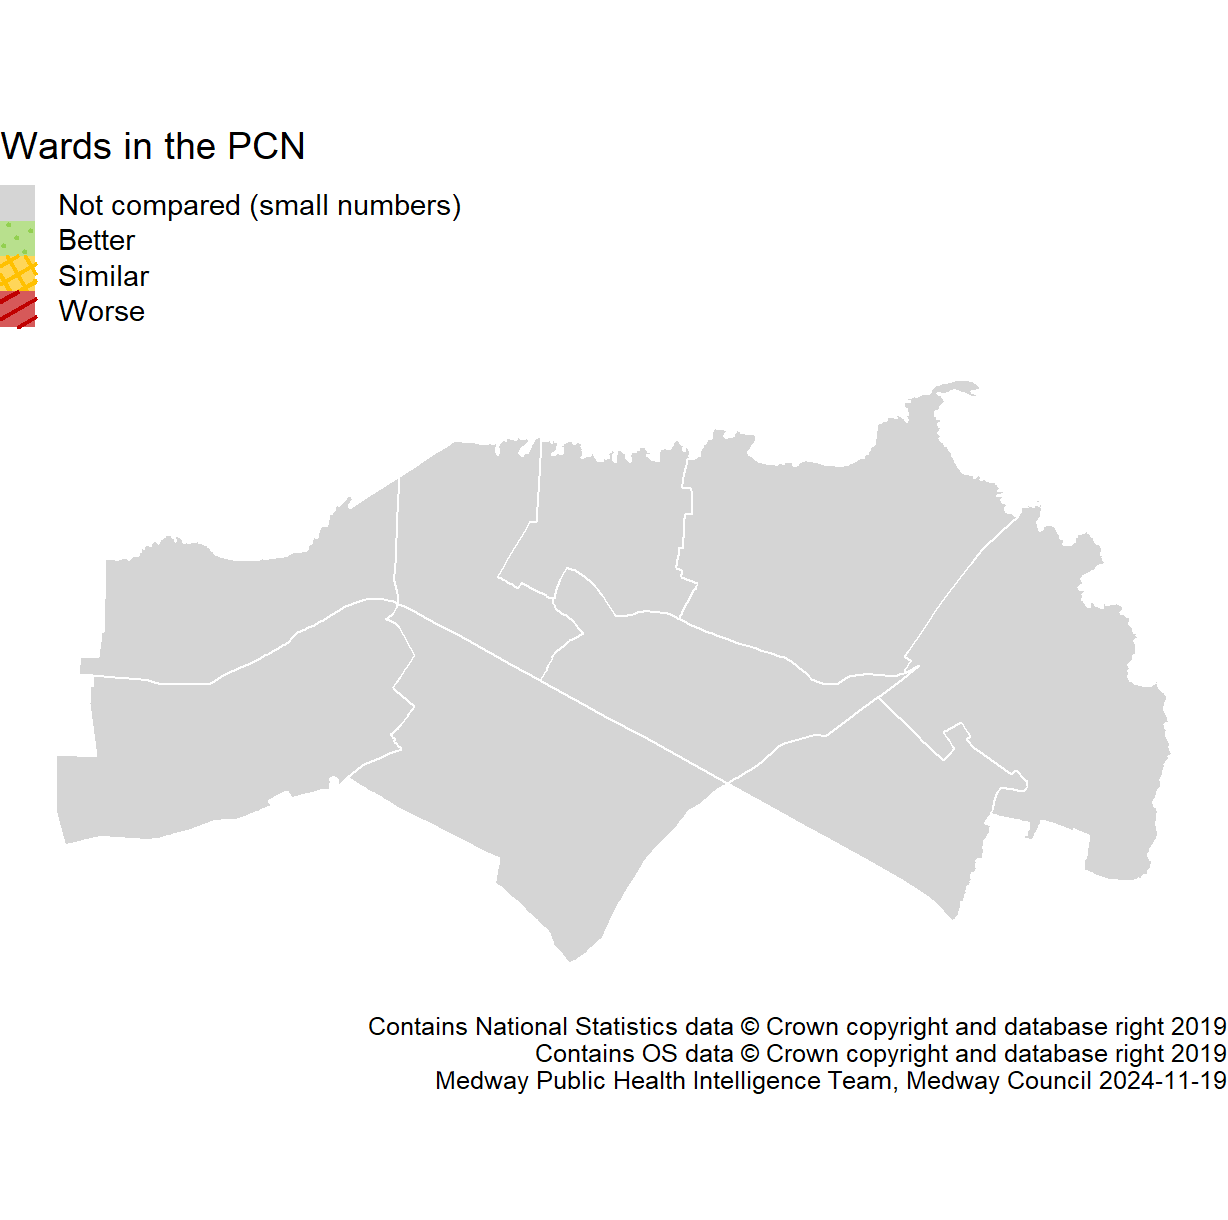 Wards in the PCN
Not compared (small numbers)
Better
Similar
Worse
Contains National Statistics data © Crown copyright and database right 2019
Contains OS data © Crown copyright and database right 2019
Medway Public Health Intelligence Team, Medway Council 2024-11-19